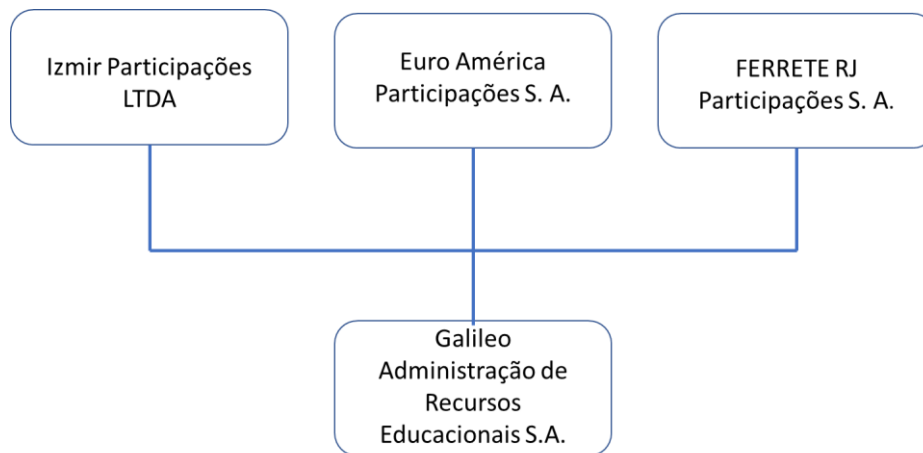 Izmir Participações
LTDA
Euro América
Participações S. A.
FERRETE RJ
Participações S. A.
Galileo
Administração de
Recursos
Educacionais S.A.